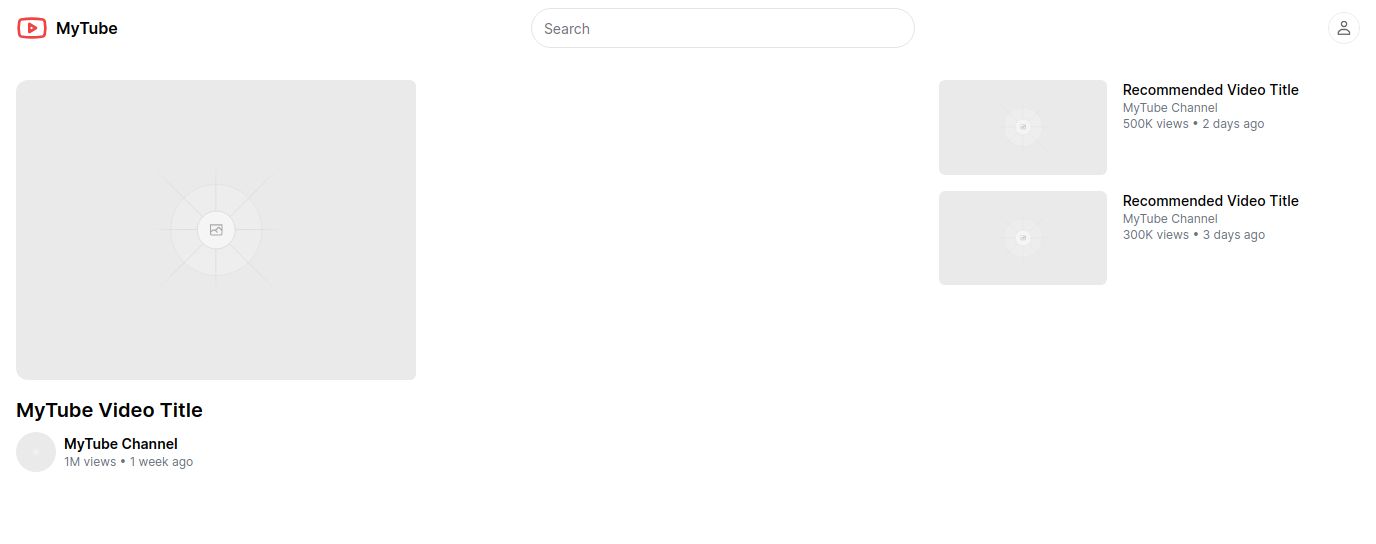 MyTube
Search
MyTube Video Title
MyTube Channel
1M views • 1 week ago
Recommended Video Title
MyTube Channel
500K views • 2 days ago
Recommended Video Title
MyTube Channel
300K views • 3 days ago